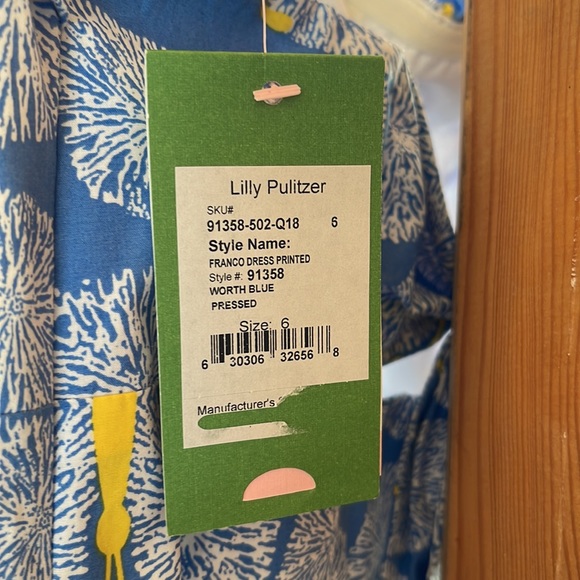 Lilly Pulitzer
SKU#
91358-502-Q18 6
Style Name:
FRANCO DRESS PRINTED
Style #: 91358
WORTH BLUE
PRESSED
Size: 6
6 30306 32656 8
Manufacturer's